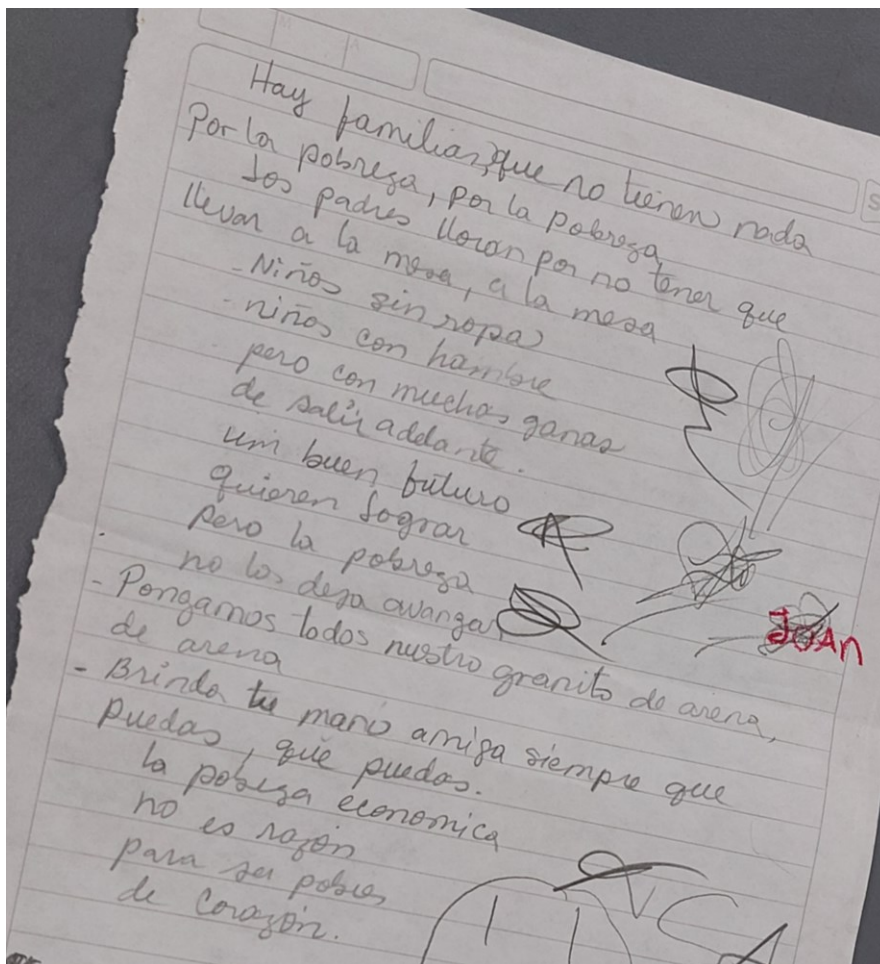 Hay familias, que no tienen nada
Por la pobreza, por la pobreza
Los padres lloran por no tener que
llevar a la mesa, a la mesa
- Niños sin ropa
- niños con hambre
pero con muchas ganas
de salir adelante.
un buen futuro
quieren lograr
pero la pobreza
no los deja avanzar
- Pongamos todos nuestro granito de arena,
de arena
- Brinda tu mano amiga siempre que
puedas, que puedas.
la pobreza economica
no es razón
para ser pobres
de corazón.
JOAN